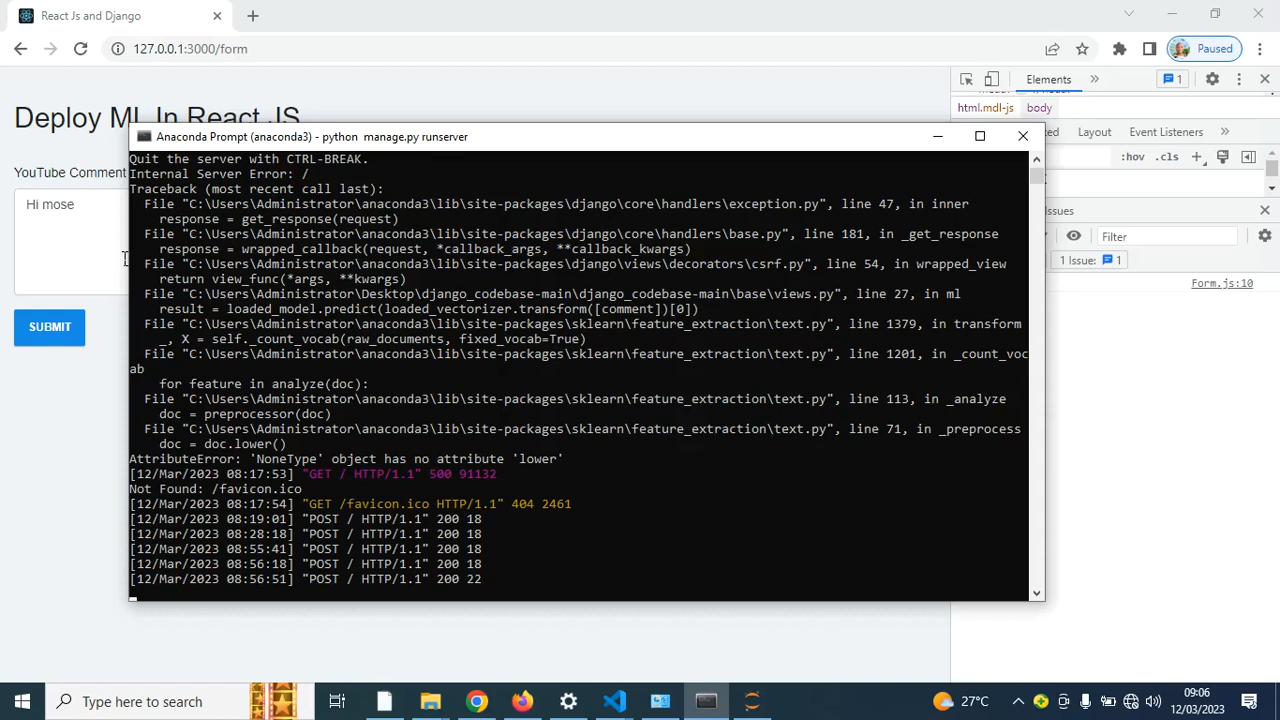 React Js and Django
127.0.0.1:3000/form
Paused
Deploy ML In React JS
YouTube Comment
Hi mose
SUBMIT
Elements
1
html.mdl-js
body
Layout
Event Listeners
:hov
.cls
Filter
1 Issue:
1
Form.js:10
Anaconda Prompt (anaconda3) - python manage.py runserver
Quit the server with CTRL-BREAK.
Internal Server Error: /
Traceback (most recent call last):
File "C:\Users\Administrator\anaconda3\lib\site-packages\django\core\handlers\exception.py", line 47, in inner
response = get_response(request)
File "C:\Users\Administrator\anaconda3\lib\site-packages\django\core\handlers\base.py", line 181, in _get_response
response = wrapped_callback(request, *callback_args, **callback_kwargs)
File "C:\Users\Administrator\anaconda3\lib\site-packages\django\views\decorators\csrf.py", line 54, in wrapped_view
return view_func(*args, **kwargs)
File "C:\Users\Administrator\Desktop\django_codebase-main\django_codebase-main\base\views.py", line 27, in ml
result = loaded_model.predict(loaded_vectorizer.transform([comment])[0])
File "C:\Users\Administrator\anaconda3\lib\site-packages\sklearn\feature_extraction\text.py", line 1379, in transform
_, X = self._count_vocab(raw_documents, fixed_vocab=True)
File "C:\Users\Administrator\anaconda3\lib\site-packages\sklearn\feature_extraction\text.py", line 1201, in _count_voc
ab
for feature in analyze(doc):
File "C:\Users\Administrator\anaconda3\lib\site-packages\sklearn\feature_extraction\text.py", line 113, in _analyze
doc = preprocessor(doc)
File "C:\Users\Administrator\anaconda3\lib\site-packages\sklearn\feature_extraction\text.py", line 71, in _preprocess
doc = doc.lower()
AttributeError: 'NoneType' object has no attribute 'lower'
[12/Mar/2023 08:17:53] "GET / HTTP/1.1" 500 91132
Not Found: /favicon.ico
[12/Mar/2023 08:17:54] "GET /favicon.ico HTTP/1.1" 404 2461
[12/Mar/2023 08:19:01] "POST / HTTP/1.1" 200 18
[12/Mar/2023 08:28:18] "POST / HTTP/1.1" 200 18
[12/Mar/2023 08:55:41] "POST / HTTP/1.1" 200 18
[12/Mar/2023 08:56:18] "POST / HTTP/1.1" 200 18
[12/Mar/2023 08:56:51] "POST / HTTP/1.1" 200 22
Type here to search
27°C
09:06
12/03/2023